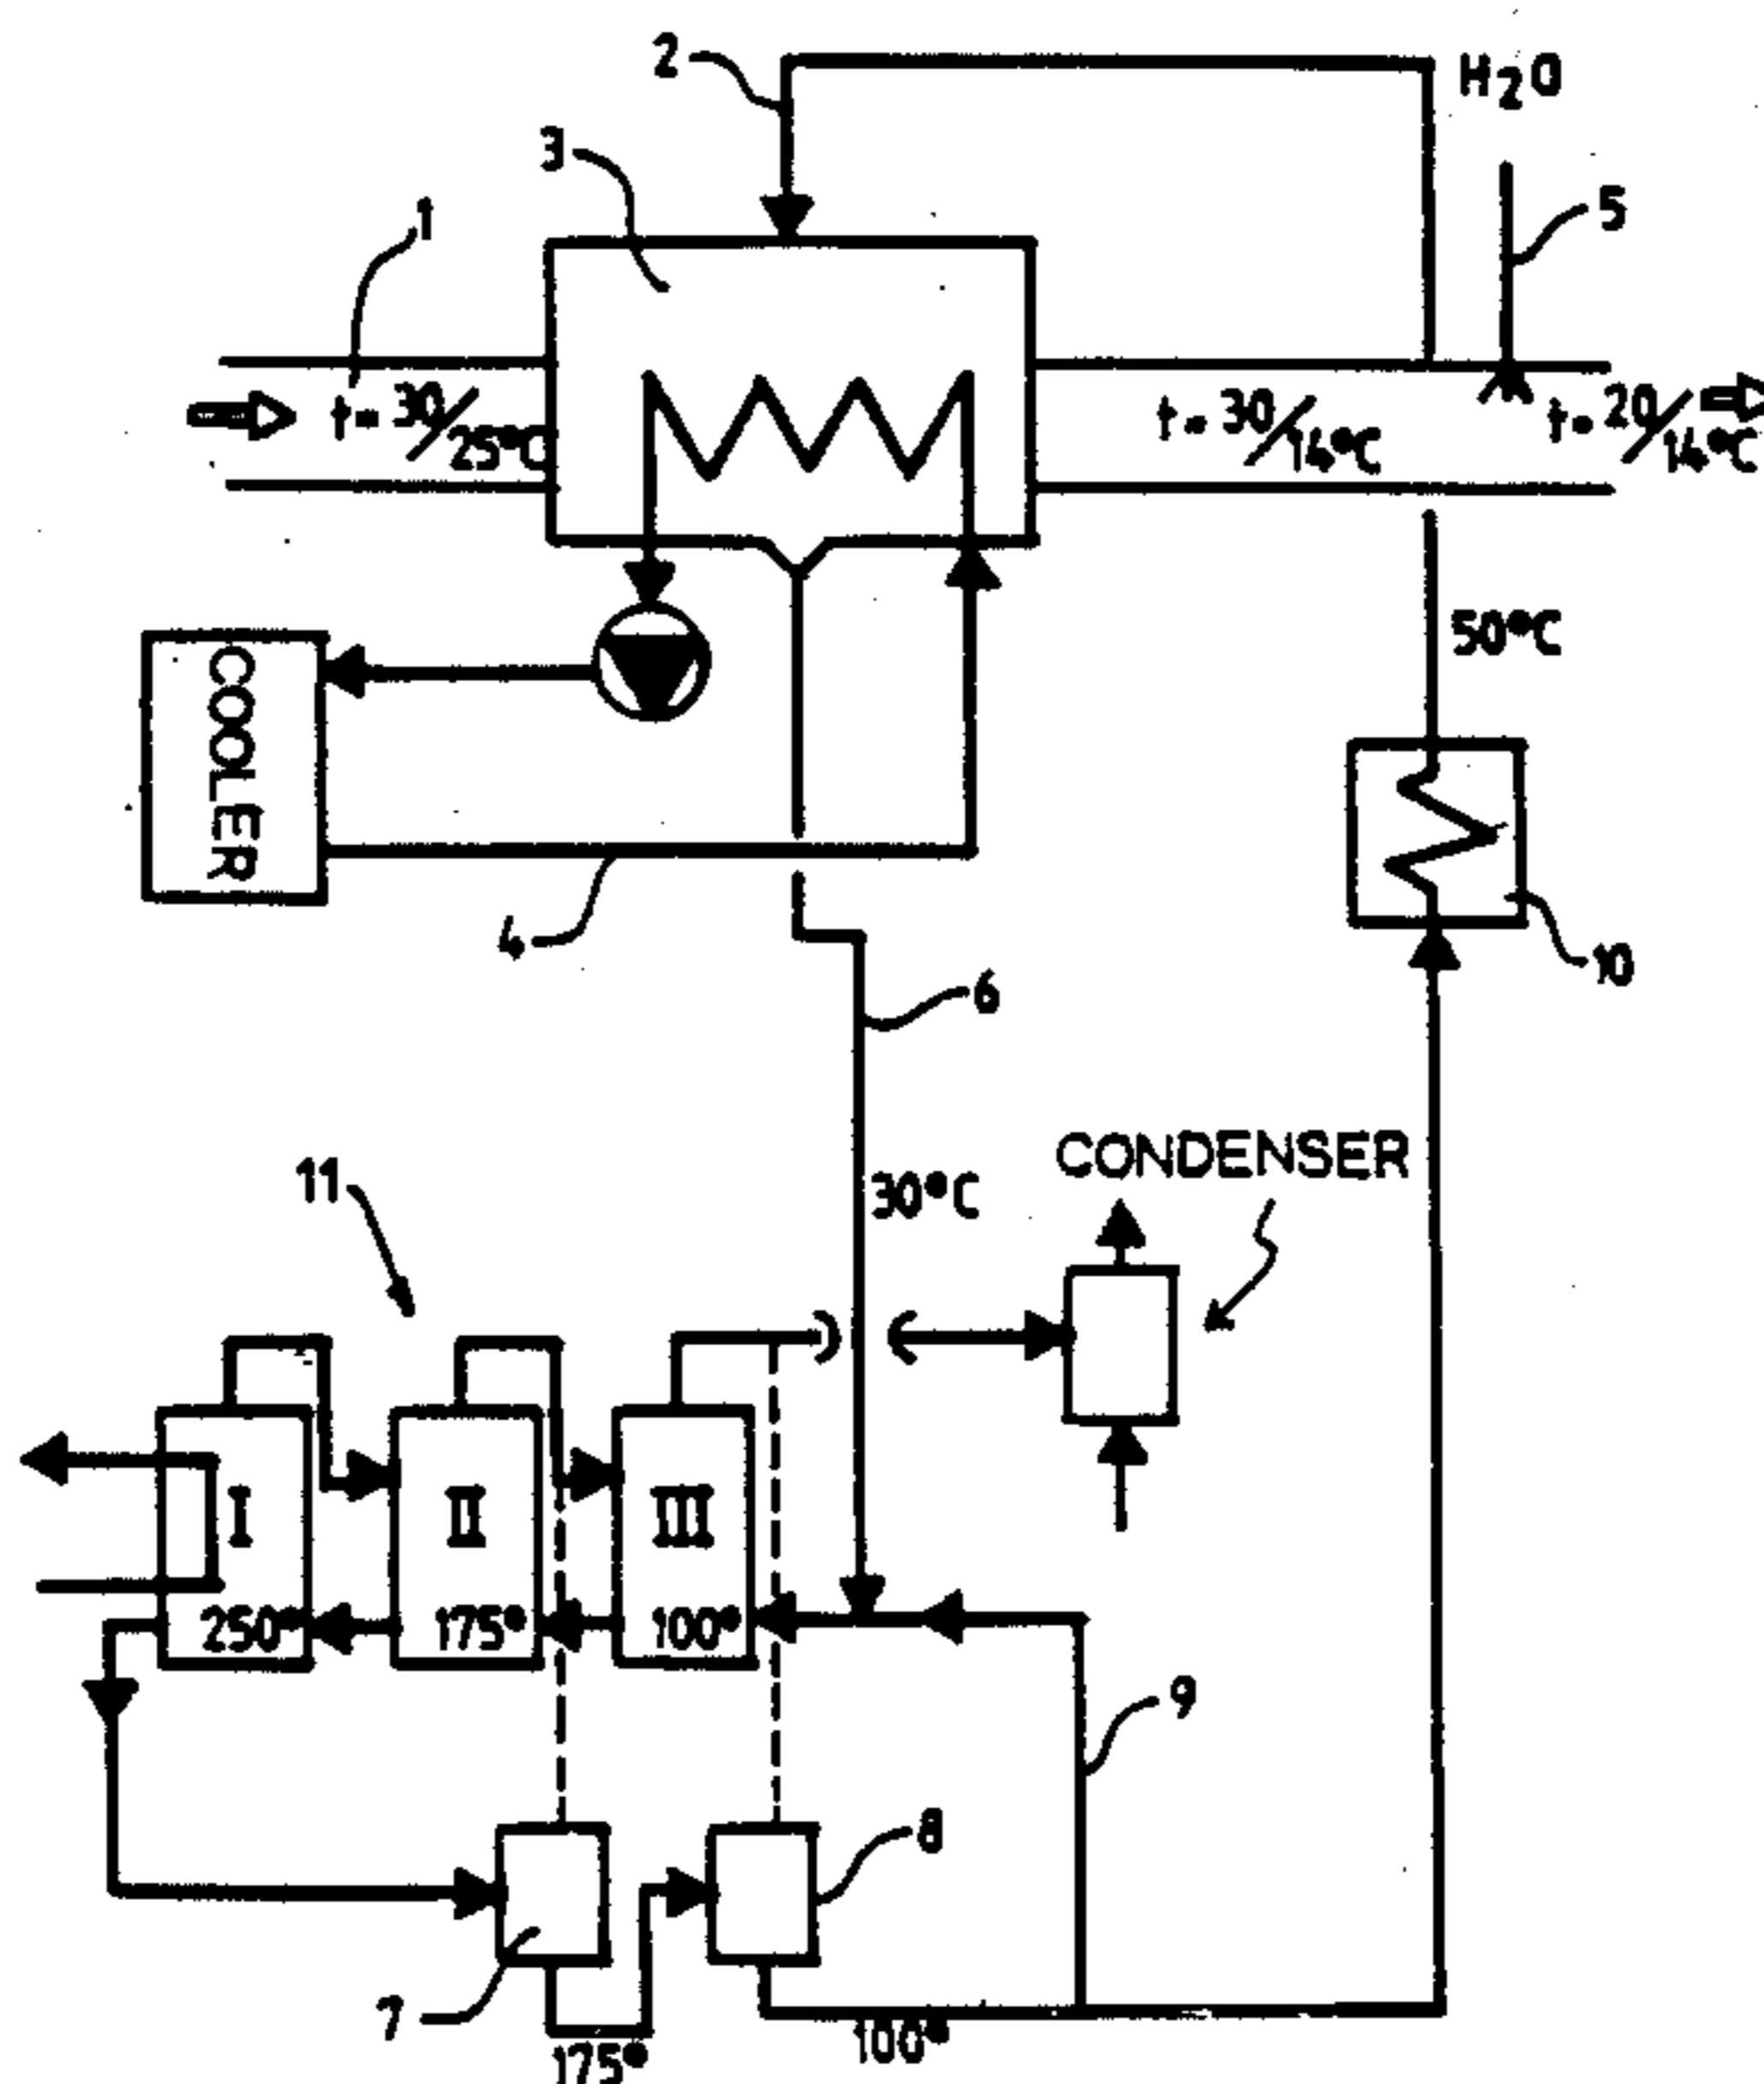 2
H2O
3
5
1
t= 30/25°C
t= 30/14°C
t= 20/14°C
50°C
COOLER
4
10
6
CONDENSER
30°C
11
I
II
III
250°
175°
100°
9
8
7
175°
100°